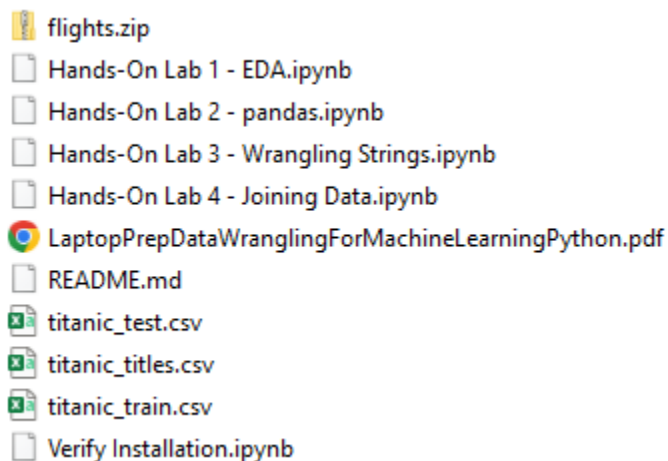 flights.zip
Hands-On Lab 1 - EDA.ipynb
Hands-On Lab 2 - pandas.ipynb
Hands-On Lab 3 - Wrangling Strings.ipynb
Hands-On Lab 4 - Joining Data.ipynb
LaptopPrepDataWranglingForMachineLearningPython.pdf
README.md
titanic_test.csv
titanic_titles.csv
titanic_train.csv
Verify Installation.ipynb